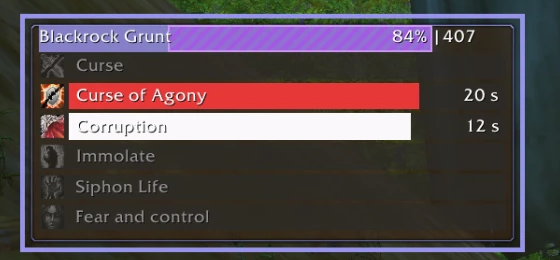 Blackrock Grunt 84% |407
Curse
Curse of Agony 20 s
Corruption 12 s
Immolate
Siphon Life
Fear and control